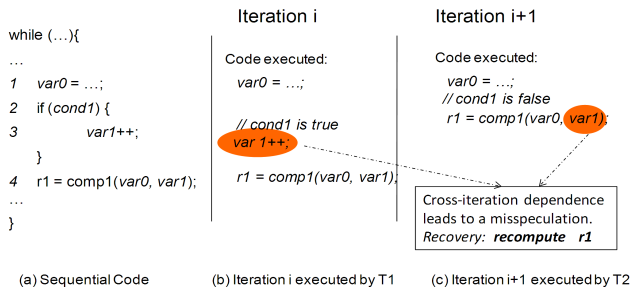 while (…){
…
1 var0 = …;
2 if (cond1) {
3 var1++;
}
4 r1 = comp1(var0, var1);
…
}
(a) Sequential Code
Iteration i
Code executed:
var0 = …;
// cond1 is true
var 1++;
r1 = comp1(var0, var1);
(b) Iteration i executed by T1
Iteration i+1
Code executed:
var0 = …;
// cond1 is false
r1 = comp1(var0, var1);
Cross-iteration dependence
leads to a misspeculation.
Recovery: recompute r1
(c) Iteration i+1 executed by T2